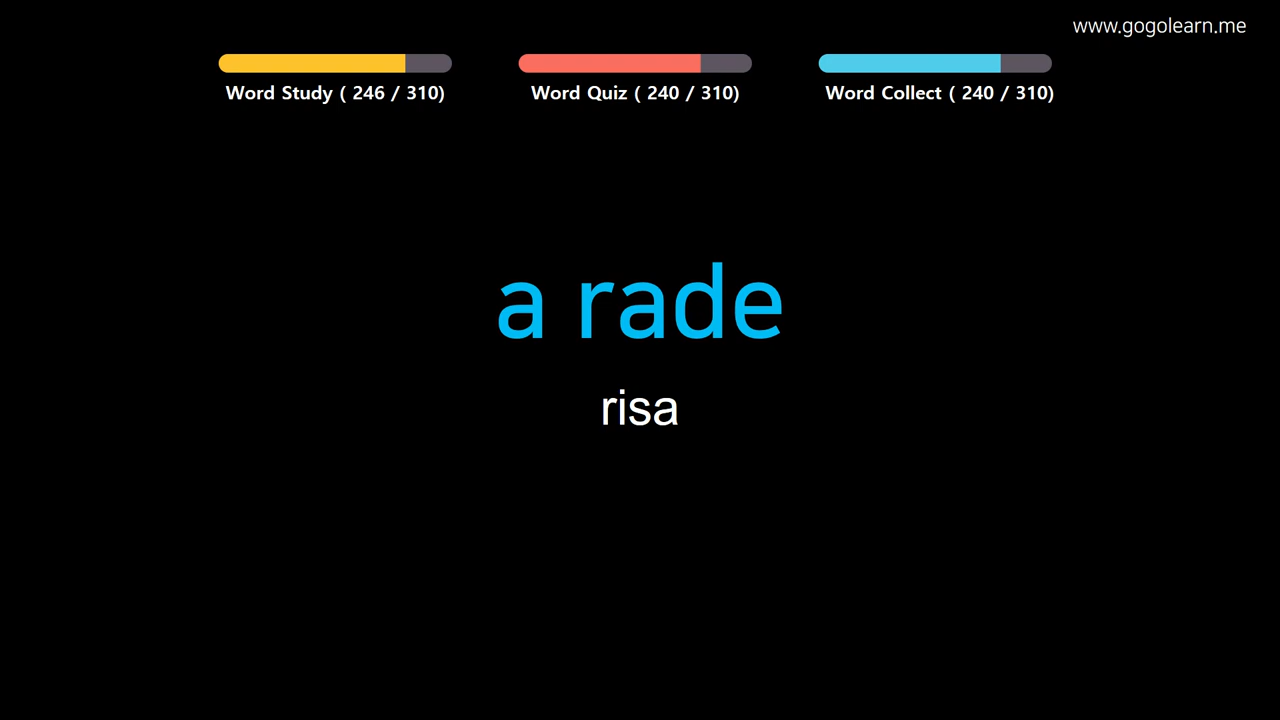 www.gogolearn.me
Word Study ( 246 / 310)
Word Quiz ( 240 / 310)
Word Collect ( 240 / 310)
a rade
risa